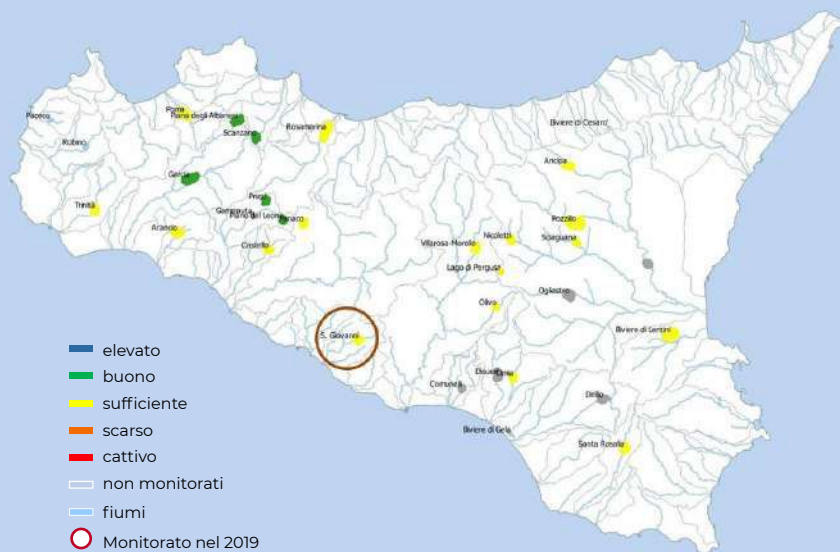 Poma
Piana degli Albanesi
Paceco
Scanzano
Rosamarina
Biviere di Cesarò
Rubino
Ancipa
Garcia
Prizzi
Trinità
Gammauta
Piano del Leone
Fanaco
Pozzillo
Arancio
Nicoletti
Sciaguana
Villarosa-Morello
Castello
Lago di Pergusa
Ogliastro
Olivo
Biviere di Lentini
S. Giovanni
Disueri
Cimia
Comunelli
Dirillo
Biviere di Gela
Santa Rosalia
elevato
buono
sufficiente
scarso
cattivo
non monitorati
fiumi
Monitorato nel 2019